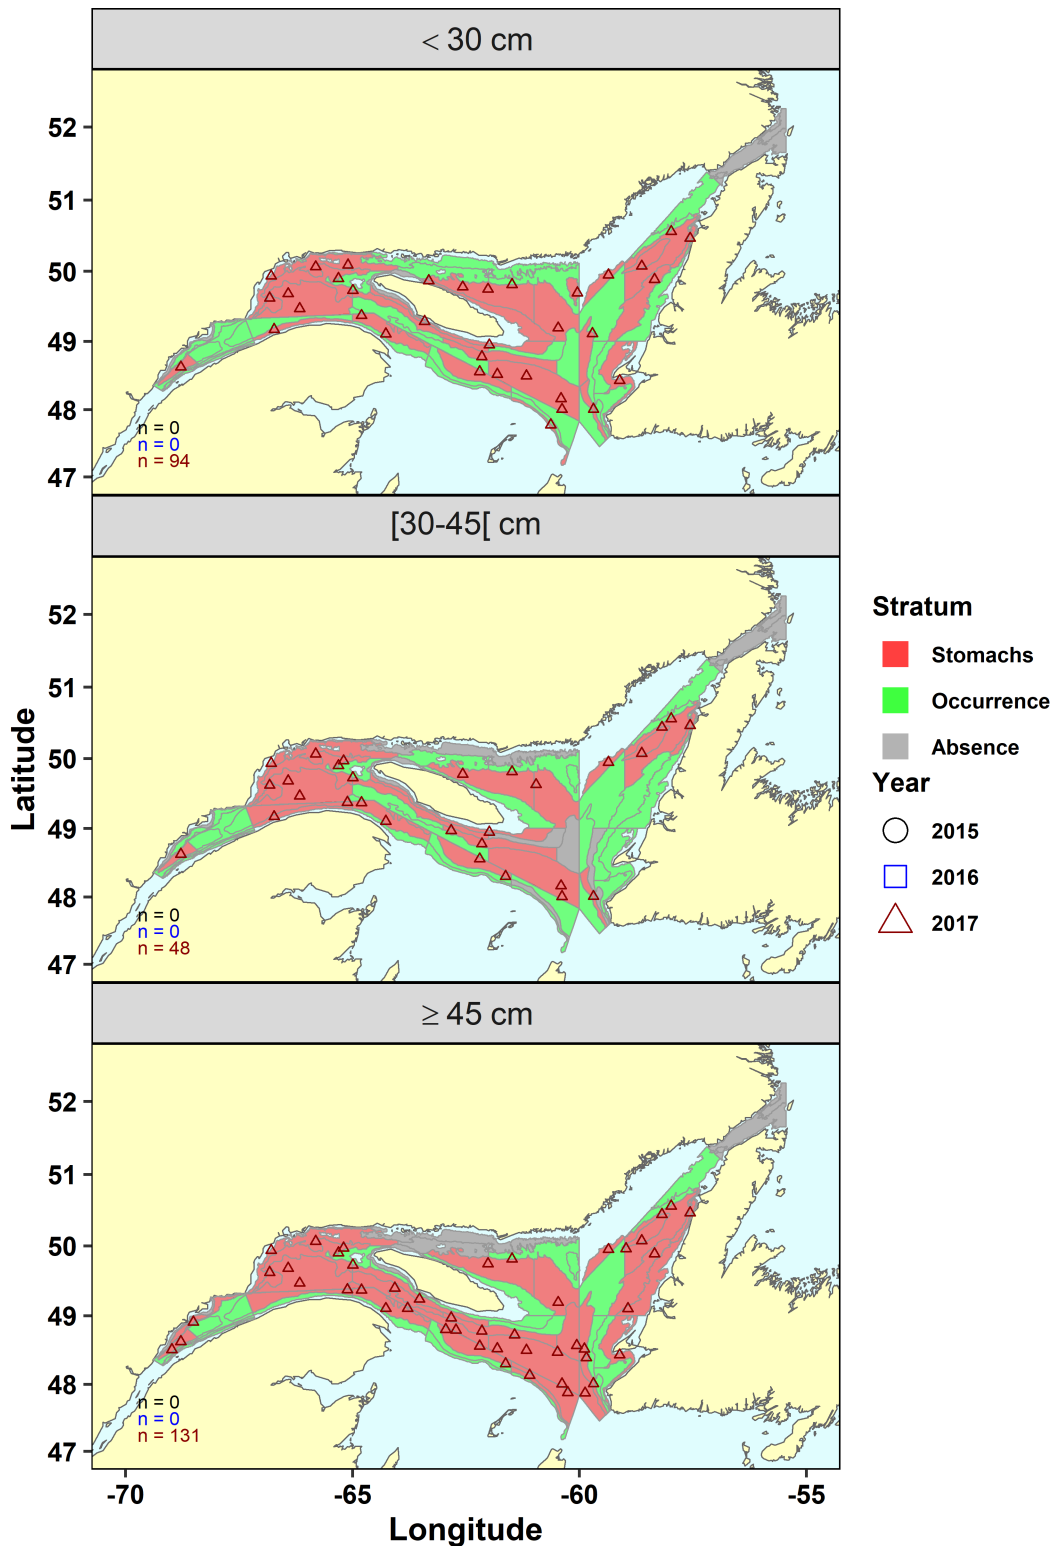 < 30 cm
52
51
50
49
48
47
n = 0
n = 0
n = 94
[30-45[ cm
52
51
50
49
48
47
n = 0
n = 0
n = 48
≥ 45 cm
52
51
50
49
48
47
n = 0
n = 0
n = 131
-70
-65
-60
-55
Longitude
Latitude
Stratum
Stomachs
Occurrence
Absence
Year
2015
2016
2017